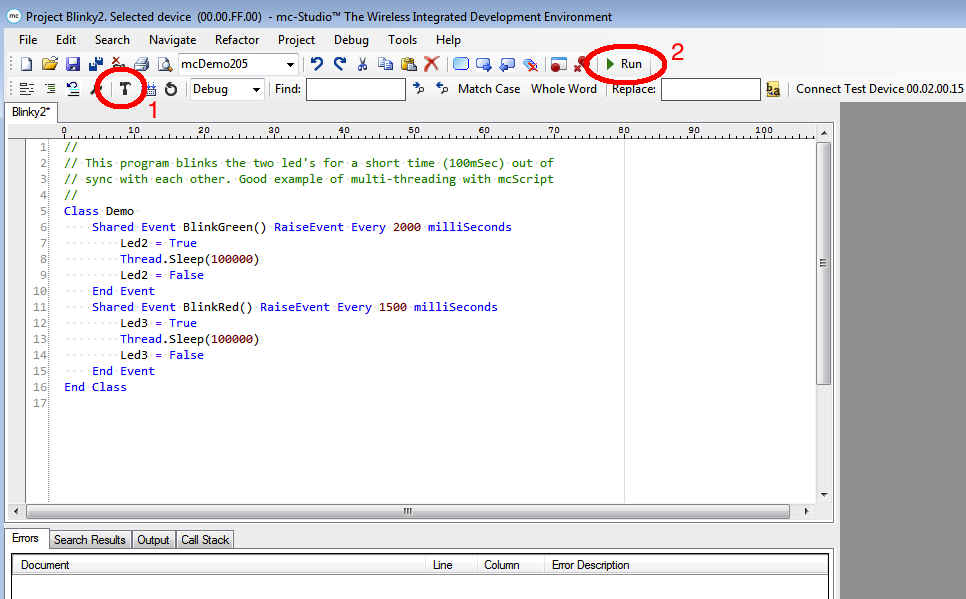 mc Project Blinky2. Selected device (00.00.FF.00) - mc-Studio™ The Wireless Integrated Development Environment
File Edit Search Navigate Refactor Project Debug Tools Help
mcDemo205 Run 2
1 Debug Find: Match Case Whole Word Replace: Connect Test Device 00.02.00.15
Blinky2*
0 10 20 30 40 50 60 70 80 90 100
1 //
2 // This program blinks the two led's for a short time (100mSec) out of
3 // sync with each other. Good example of multi-threading with mcScript
4 //
5 Class Demo
6 Shared Event BlinkGreen() RaiseEvent Every 2000 milliSeconds
7 Led2 = True
8 Thread.Sleep(100000)
9 Led2 = False
10 End Event
11 Shared Event BlinkRed() RaiseEvent Every 1500 milliSeconds
12 Led3 = True
13 Thread.Sleep(100000)
14 Led3 = False
15 End Event
16 End Class
17
Errors Search Results Output Call Stack
Document Line Column Error Description